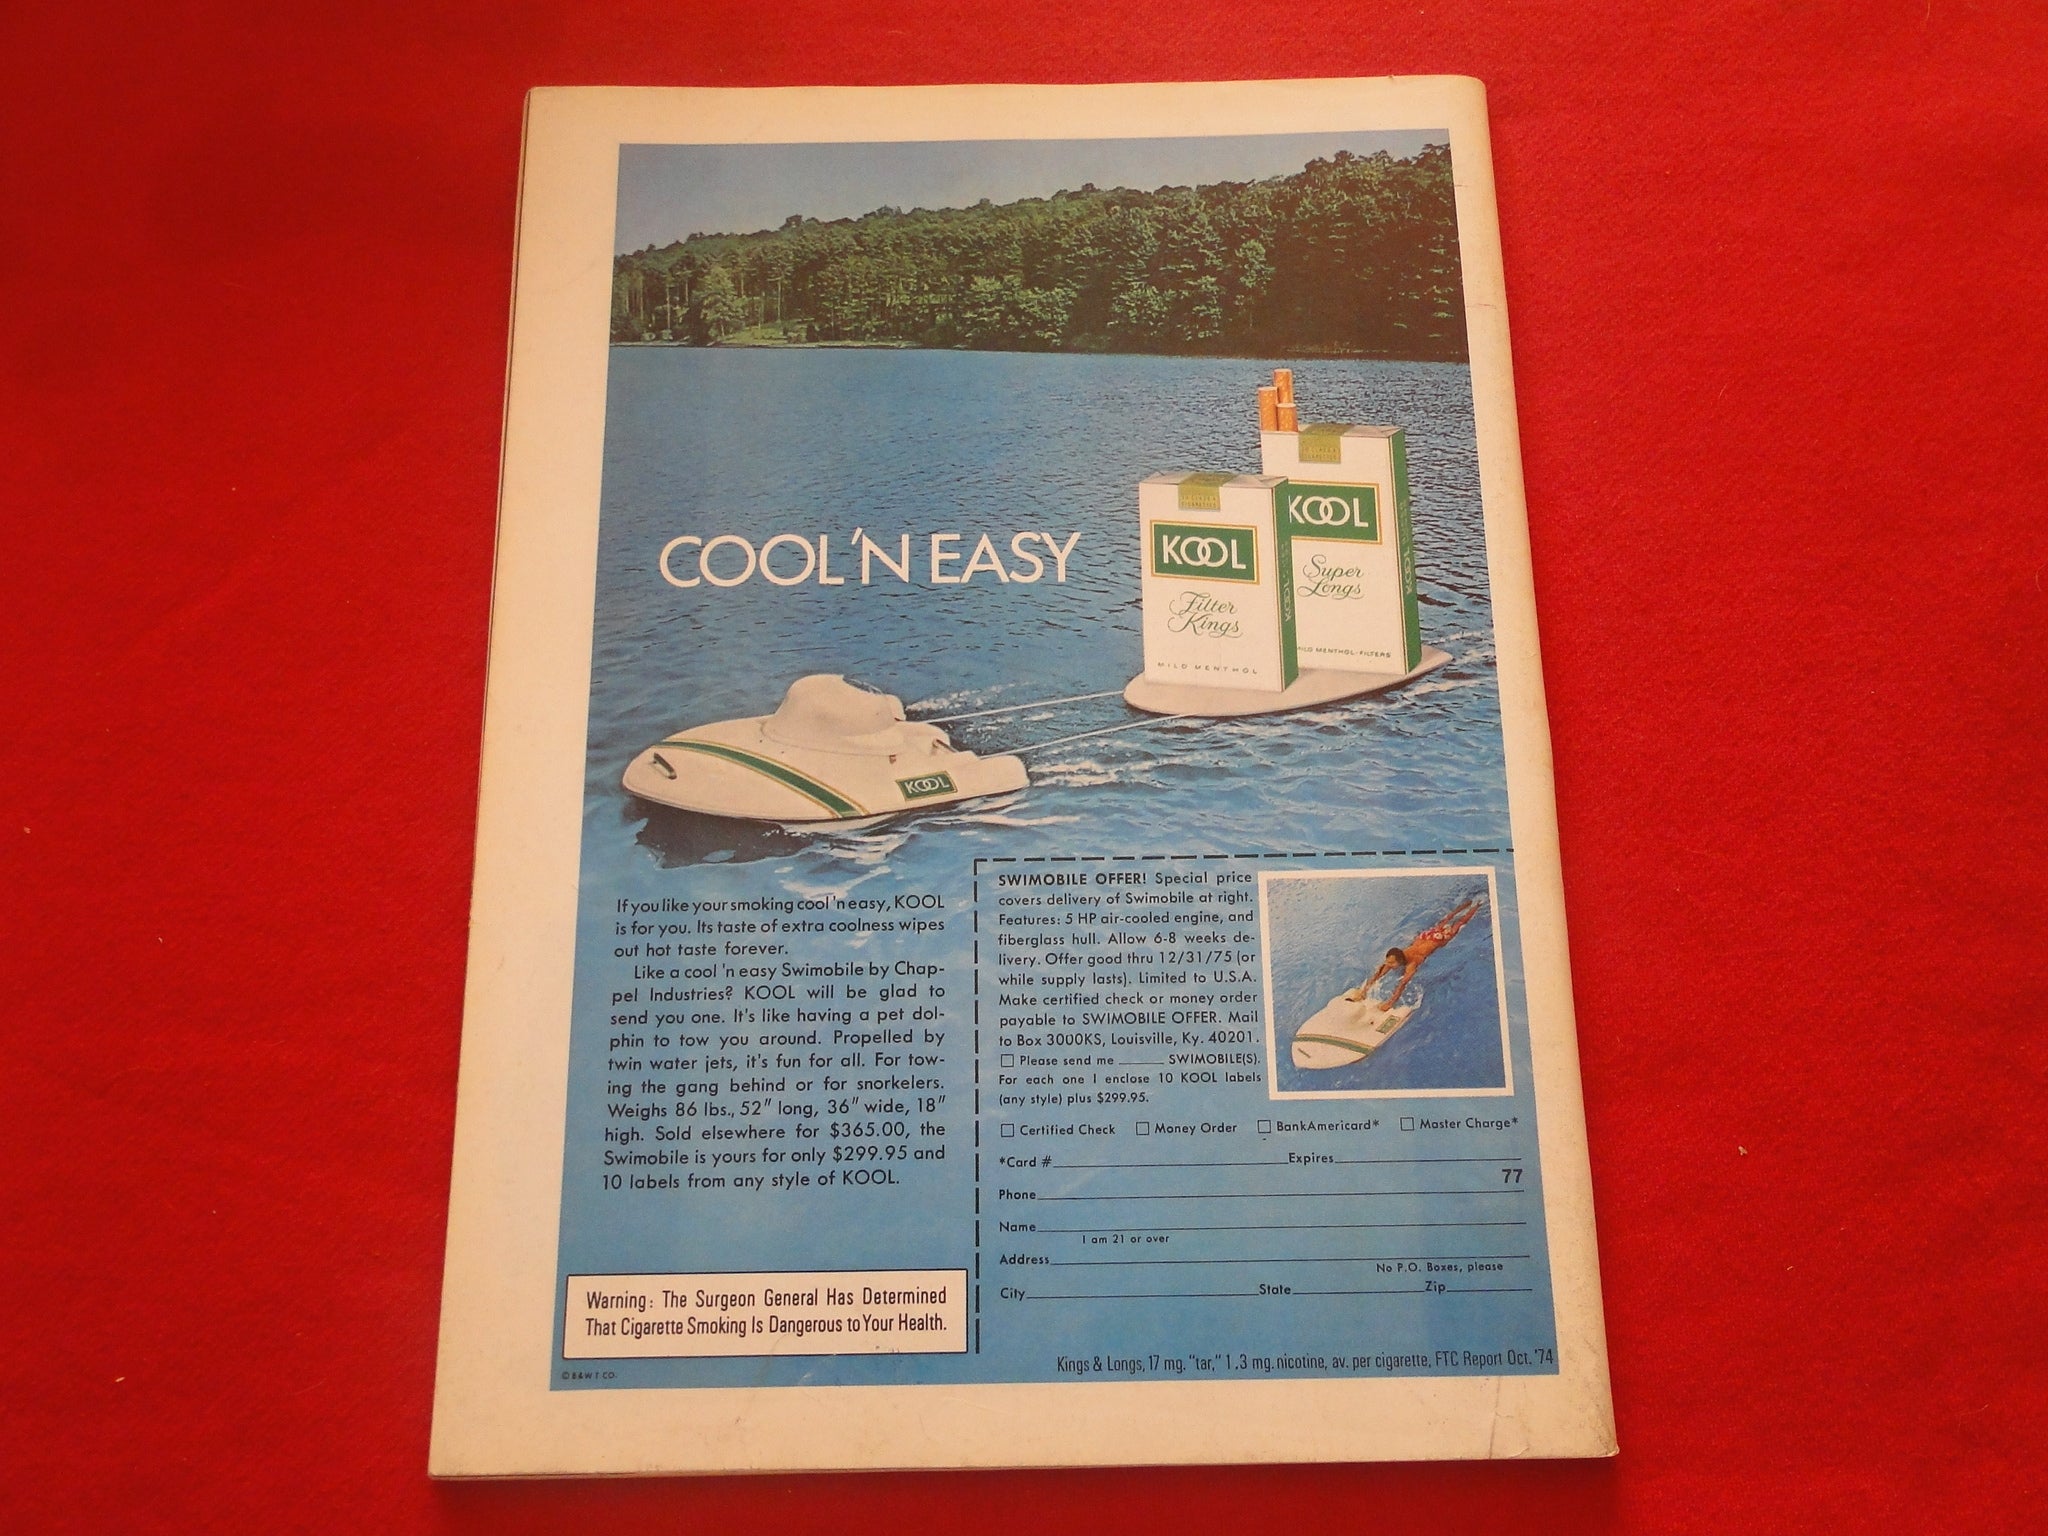 COOL 'N EASY
KOOL
Super
Longs
MILD MENTHOL-FILTERS
KOOL
KOOL
Filter
Kings
MILD MENTHOL
KOOL
KOOL
If you like your smoking cool 'n easy, KOOL
is for you. Its taste of extra coolness wipes
out hot taste forever.
Like a cool 'n easy Swimobile by Chap-
pel Industries? KOOL will be glad to
send you one. It's like having a pet dol-
phin to tow you around. Propelled by
twin water jets, it's fun for all. For tow-
ing the gang behind or for snorkelers.
Weighs 86 lbs., 52" long, 36" wide, 18"
high. Sold elsewhere for $365.00, the
Swimobile is yours for only $299.95 and
10 labels from any style of KOOL.
Warning: The Surgeon General Has Determined
That Cigarette Smoking Is Dangerous to Your Health.
© B&W T CO.
SWIMOBILE OFFER! Special price
covers delivery of Swimobile at right.
Features: 5 HP air-cooled engine, and
fiberglass hull. Allow 6-8 weeks de-
livery. Offer good thru 12/31/75 (or
while supply lasts). Limited to U.S.A.
Make certified check or money order
payable to SWIMOBILE OFFER. Mail
to Box 3000KS, Louisville, Ky. 40201.
Please send me ______ SWIMOBILE(S).
For each one I enclose 10 KOOL labels
(any style) plus $299.95.
KOOL
Certified Check Money Order BankAmericard* Master Charge*
*Card # Expires
77
Phone
Name
I am 21 or over
Address
No P.O. Boxes, please
City State Zip
Kings & Longs, 17 mg. "tar," 1.3 mg. nicotine, av. per cigarette, FTC Report Oct. '74